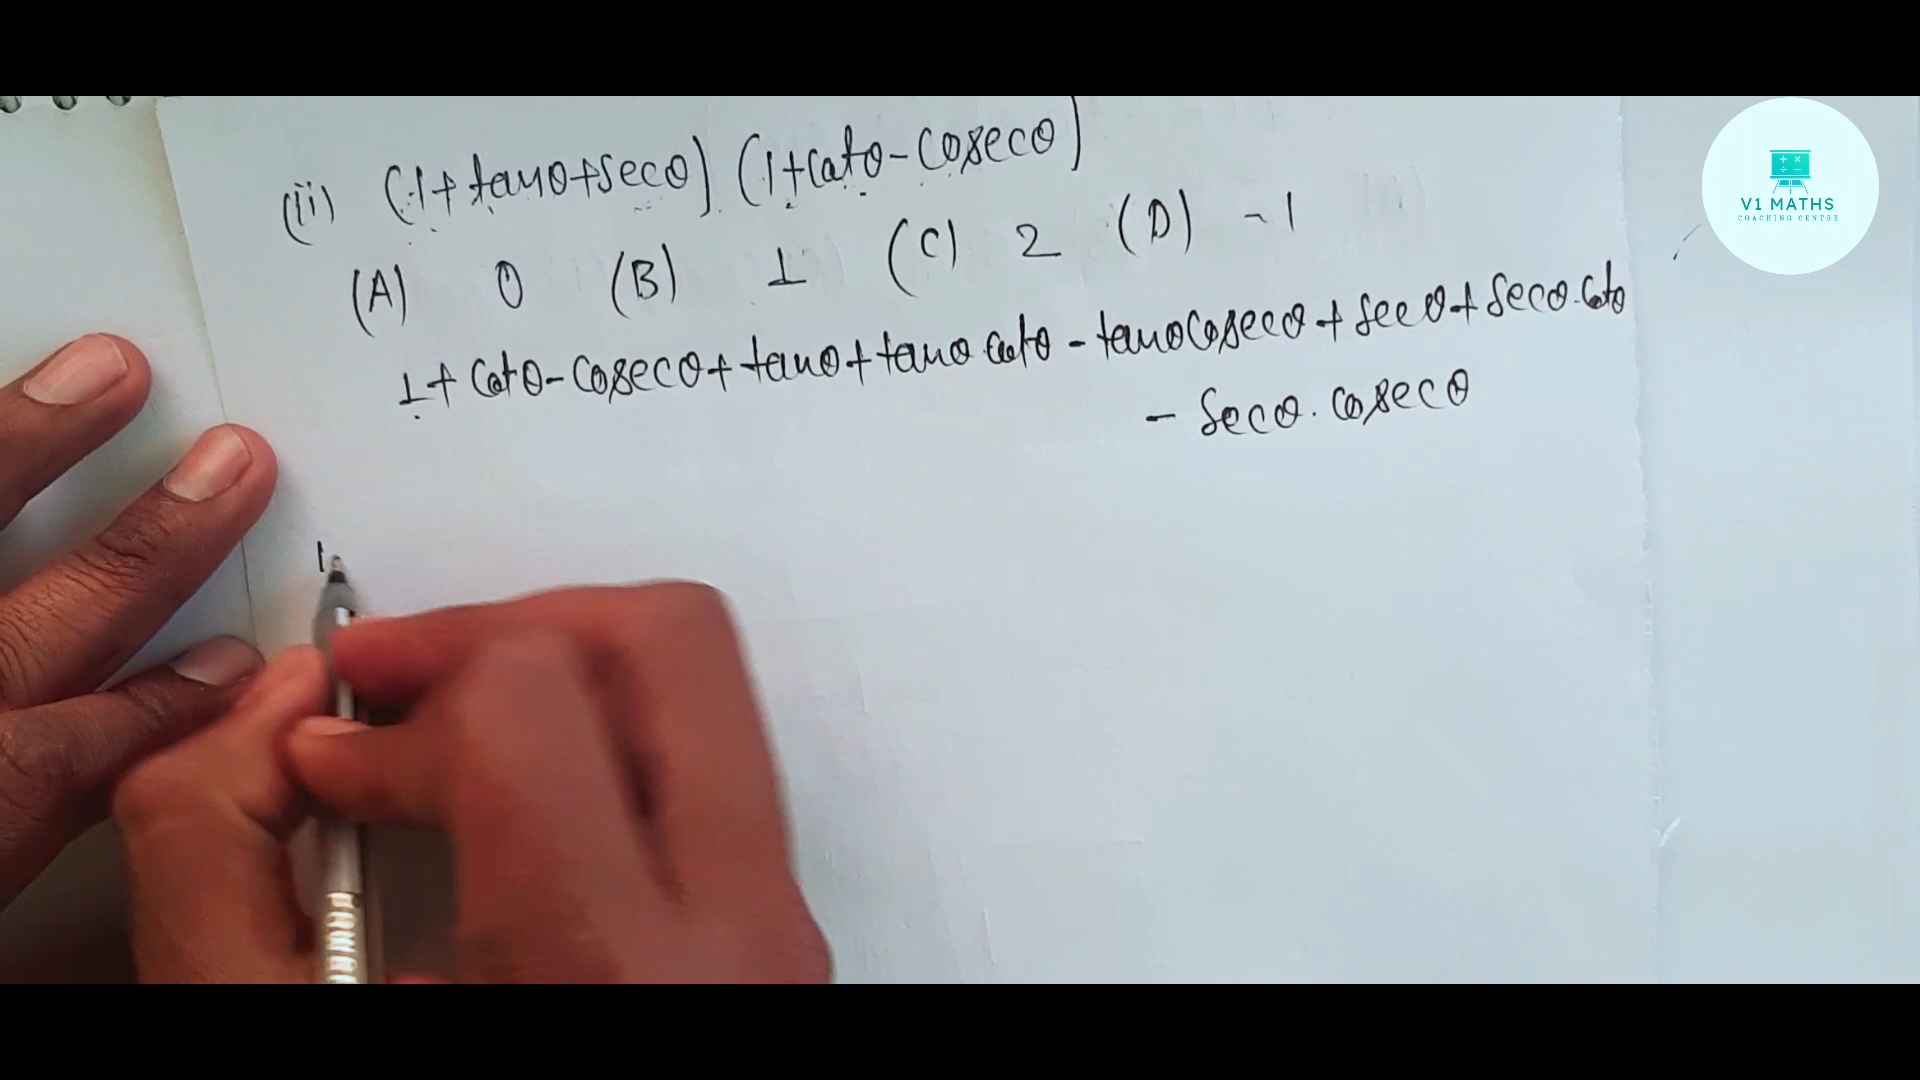 (ii) (1+tanθ+secθ) (1+cotθ-cosecθ)
(A) 0 (B) 1 (C) 2 (D) -1
1+cotθ-cosecθ+tanθ+tanθ.cotθ-tanθcosecθ+secθ+secθ.cotθ
- secθ.cosecθ
V1 MATHS
COACHING CENTRE